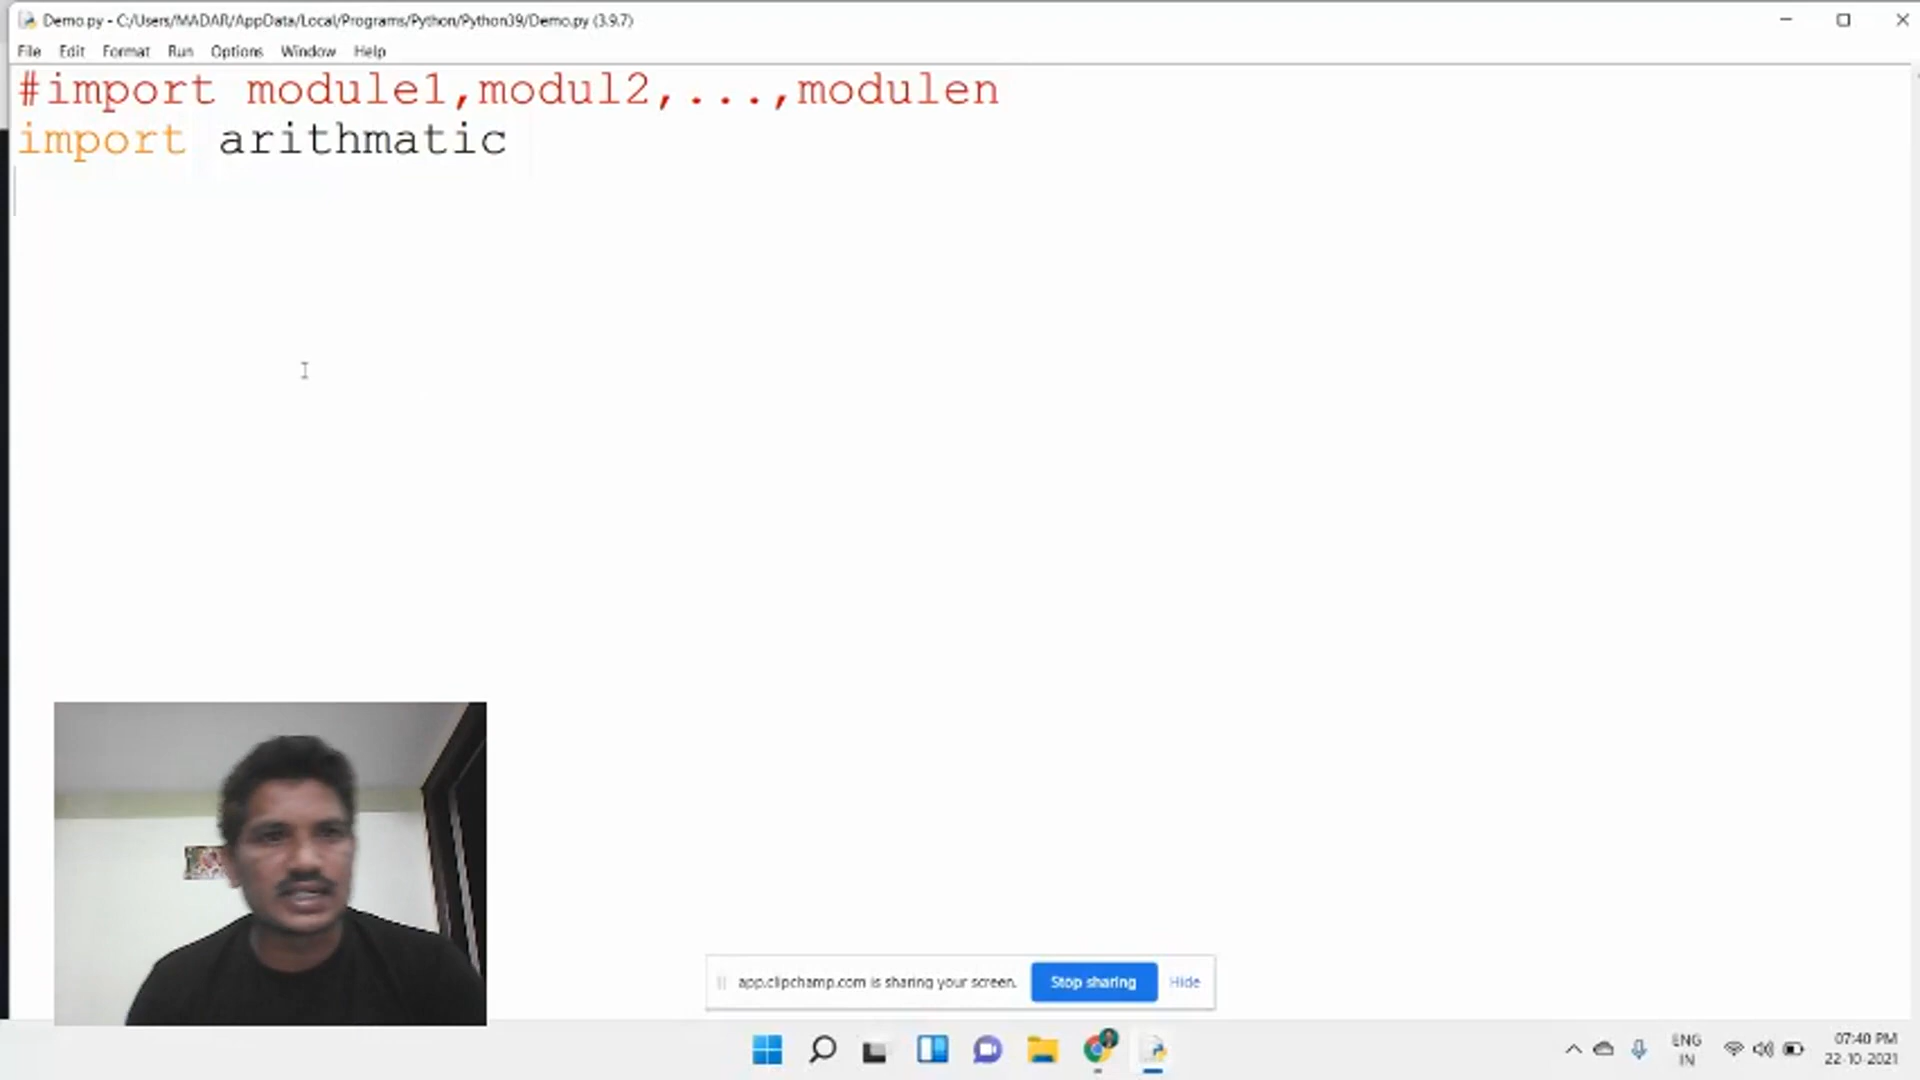 Demo.py - C:/Users/MADAR/AppData/Local/Programs/Python/Python39/Demo.py (3.9.7)
File Edit Format Run Options Window Help
#import module1,modul2,...,modulen
import arithmatic
app.clipchamp.com is sharing your screen. Stop sharing Hide
ENG 07:40 PM
IN 22-10-2021